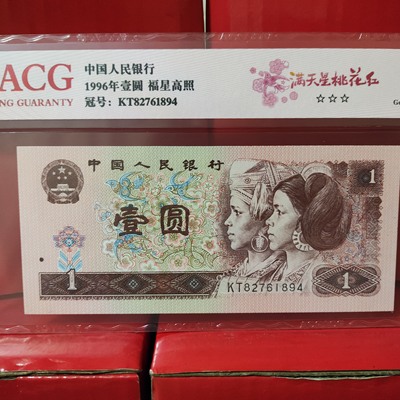 ACG
NG GUARANTY
中国人民银行
1996年壹圆 福星高照
冠号: KT82761894
满天星桃花红
☆☆☆
G
中国人民银行
壹圆
1
1
1
KT82761894